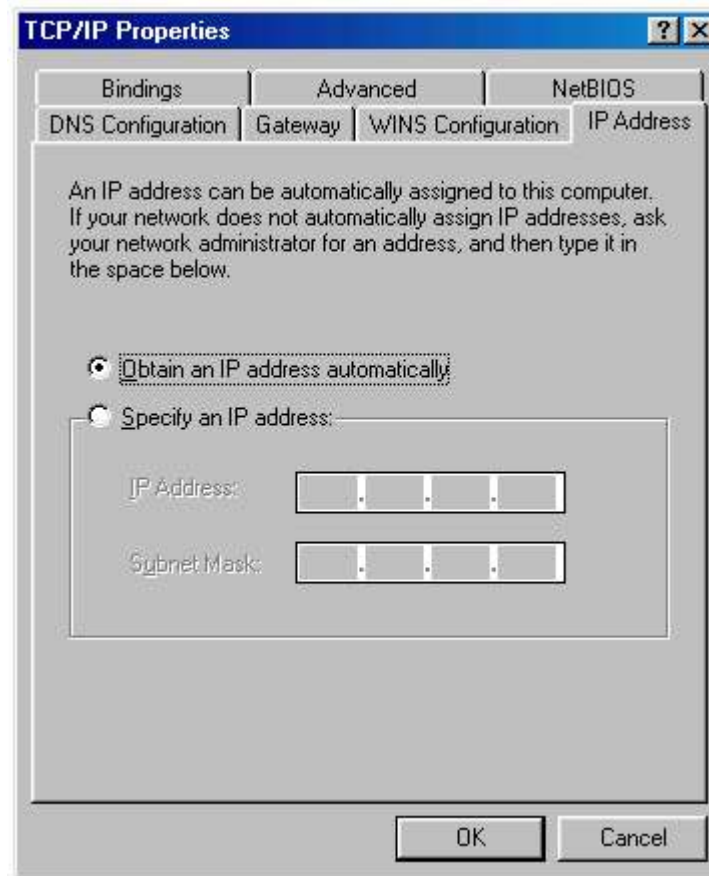 TCP/IP Properties
Bindings
Advanced
NetBIOS
DNS Configuration
Gateway
WINS Configuration
IP Address
An IP address can be automatically assigned to this computer.
If your network does not automatically assign IP addresses, ask
your network administrator for an address, and then type it in
the space below.
Obtain an IP address automatically
Specify an IP address:
IP Address:
Subnet Mask:
OK
Cancel